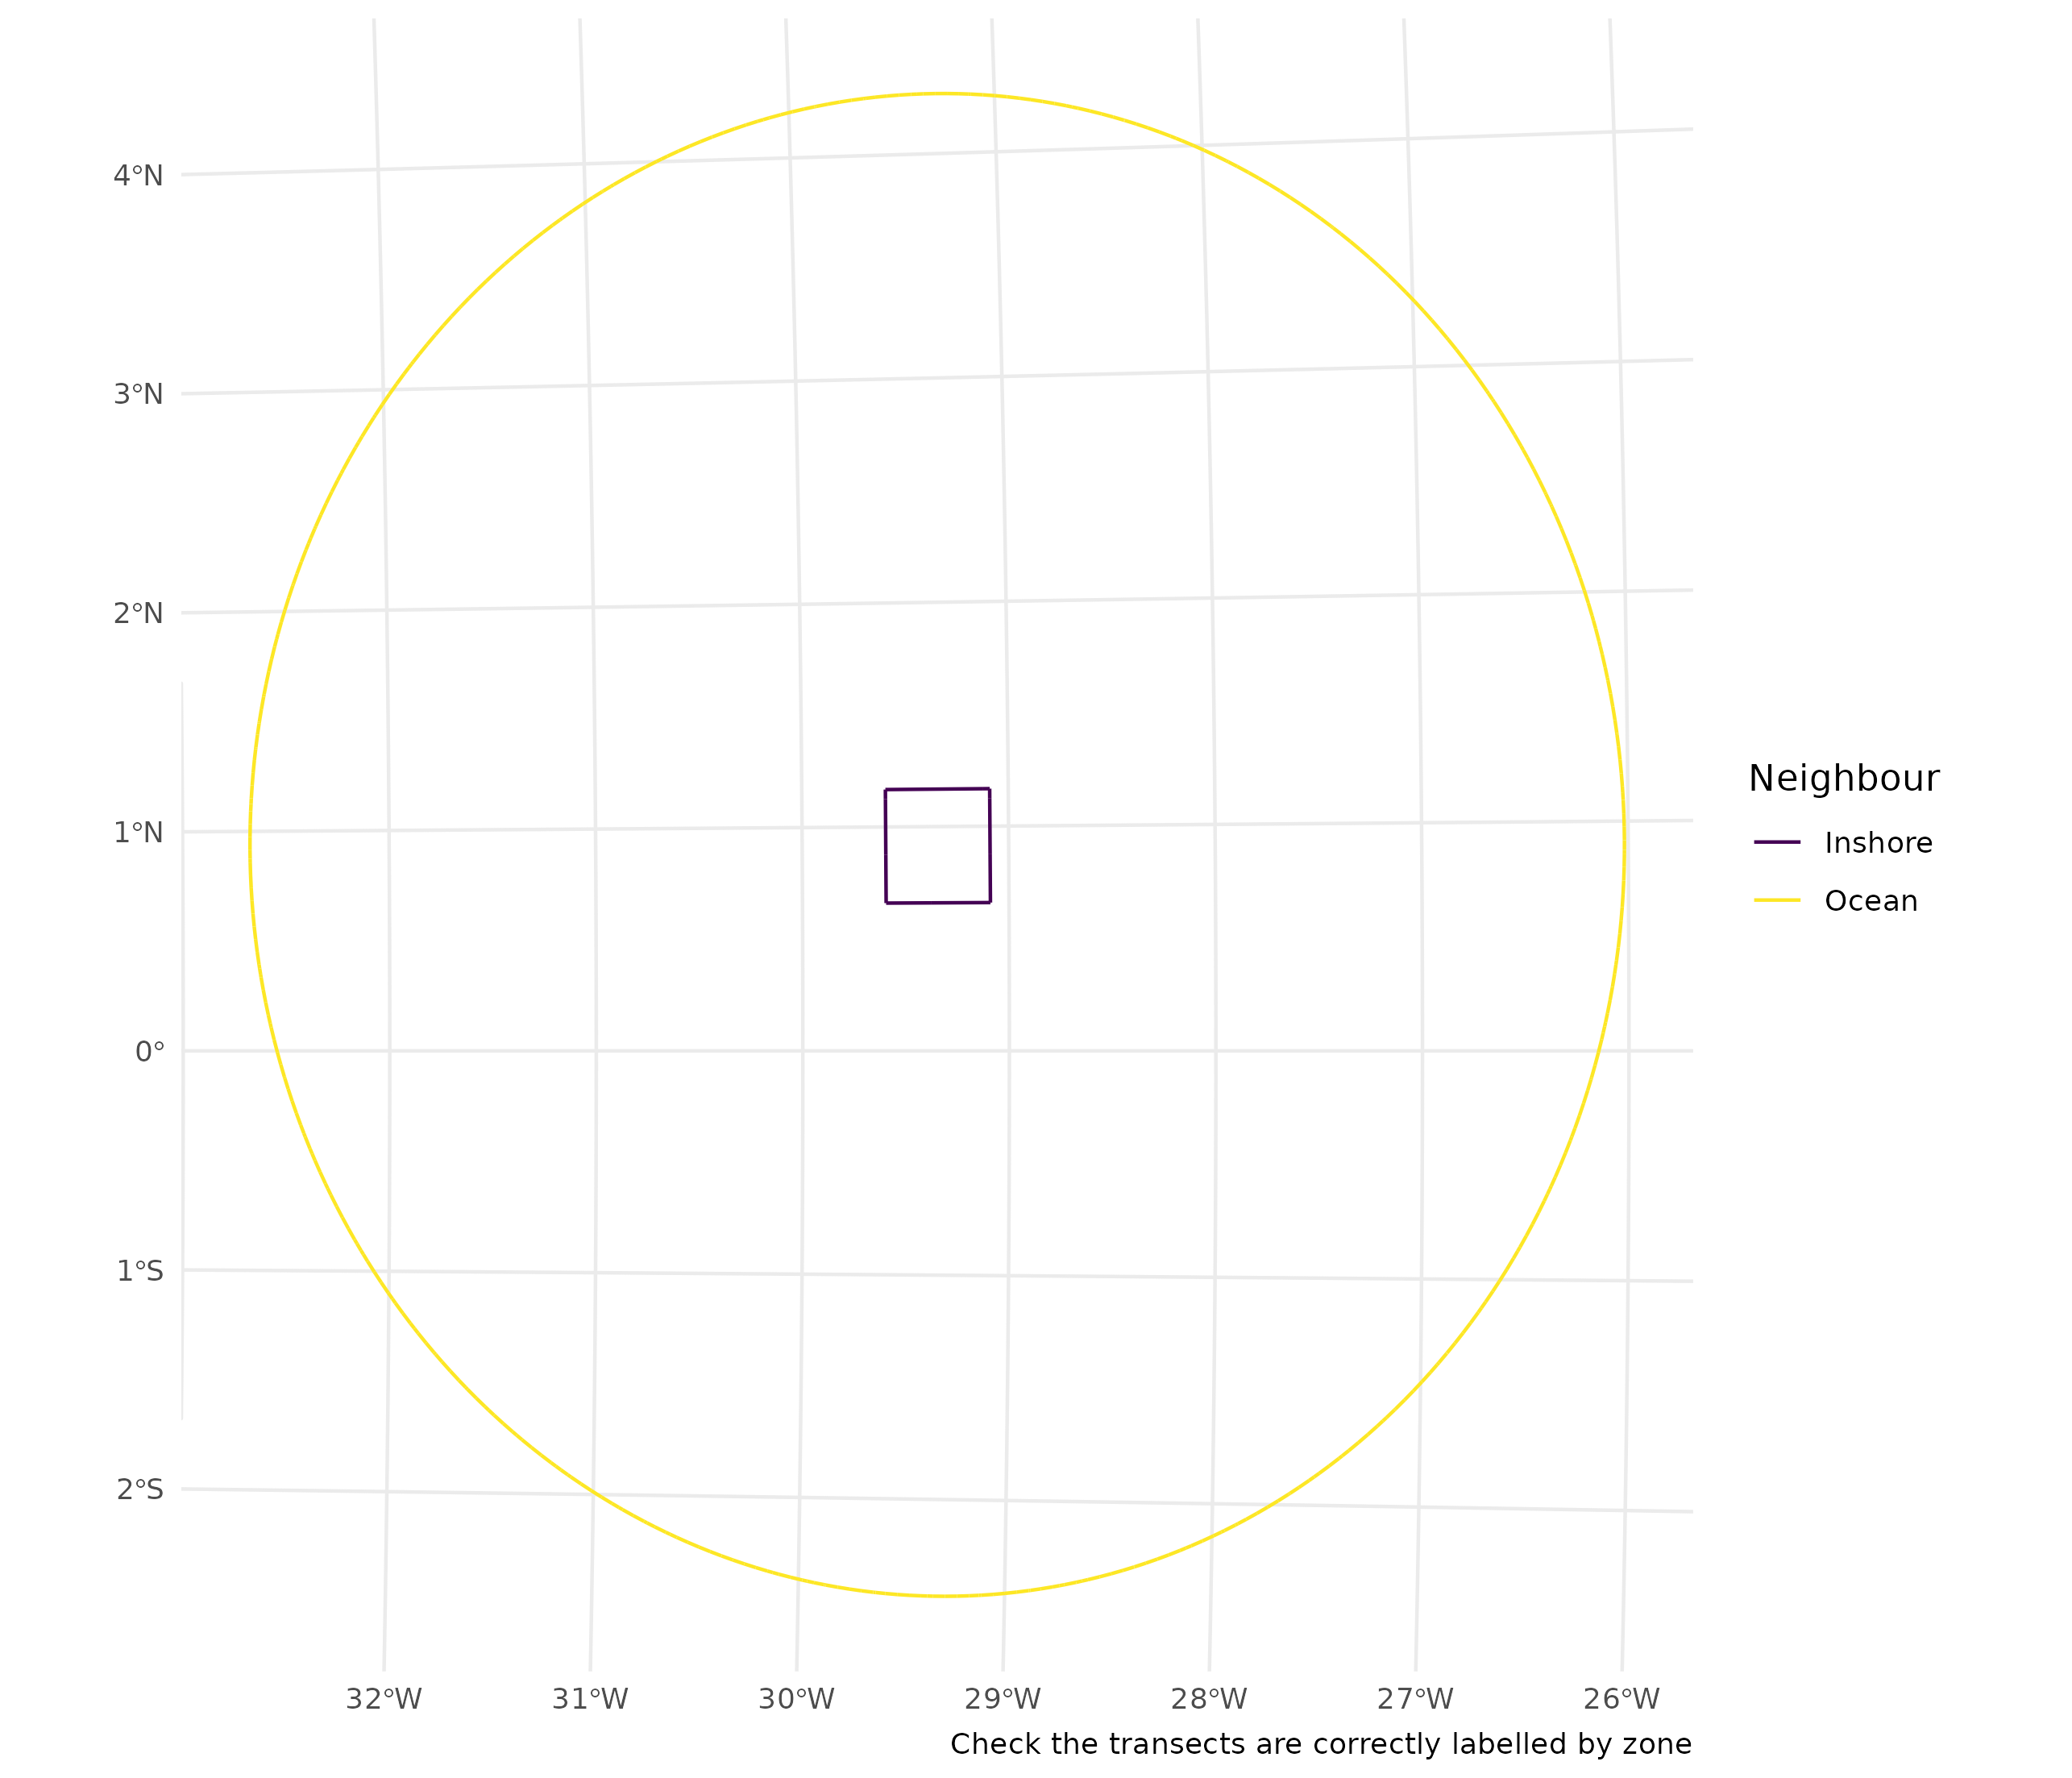 4°N
3°N
2°N
1°N
0°
1°S
2°S
32°W 31°W 30°W 29°W 28°W 27°W 26°W
Check the transects are correctly labelled by zone
Neighbour
Inshore
Ocean